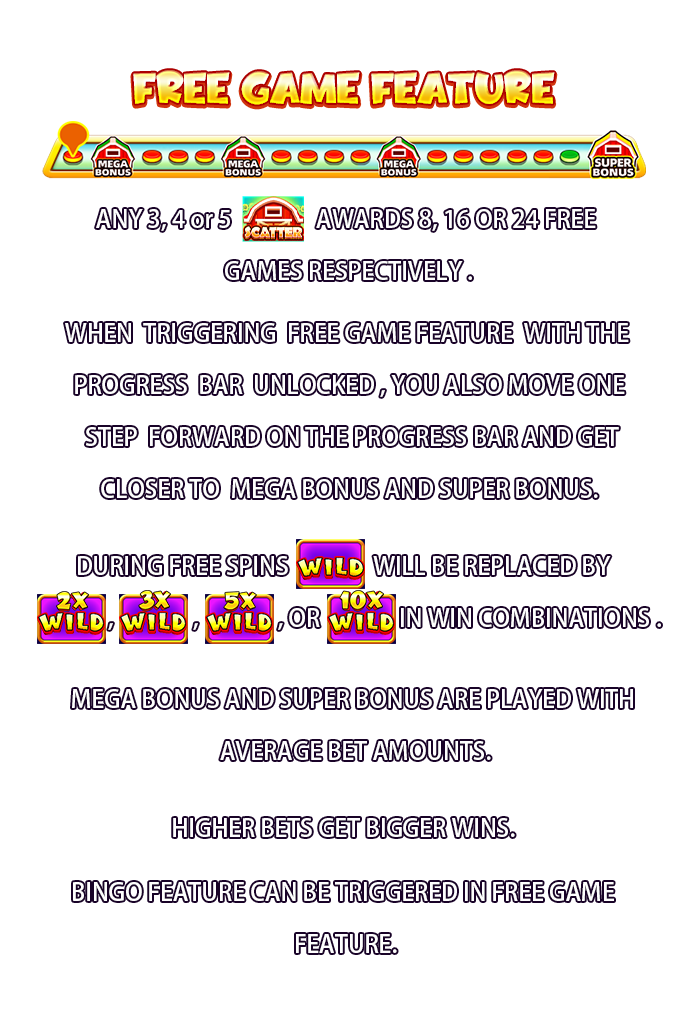 FREE GAME FEATURE
MEGA BONUS MEGA BONUS MEGA BONUS SUPER BONUS
ANY 3, 4 or 5 SCATTER AWARDS 8, 16 OR 24 FREE
GAMES RESPECTIVELY .
WHEN TRIGGERING FREE GAME FEATURE WITH THE
PROGRESS BAR UNLOCKED , YOU ALSO MOVE ONE
STEP FORWARD ON THE PROGRESS BAR AND GET
CLOSER TO MEGA BONUS AND SUPER BONUS.
DURING FREE SPINS WILD WILL BE REPLACED BY
2X WILD , 3X WILD , 5X WILD , OR 10X WILD IN WIN COMBINATIONS .
MEGA BONUS AND SUPER BONUS ARE PLAYED WITH
AVERAGE BET AMOUNTS.
HIGHER BETS GET BIGGER WINS.
BINGO FEATURE CAN BE TRIGGERED IN FREE GAME
FEATURE.